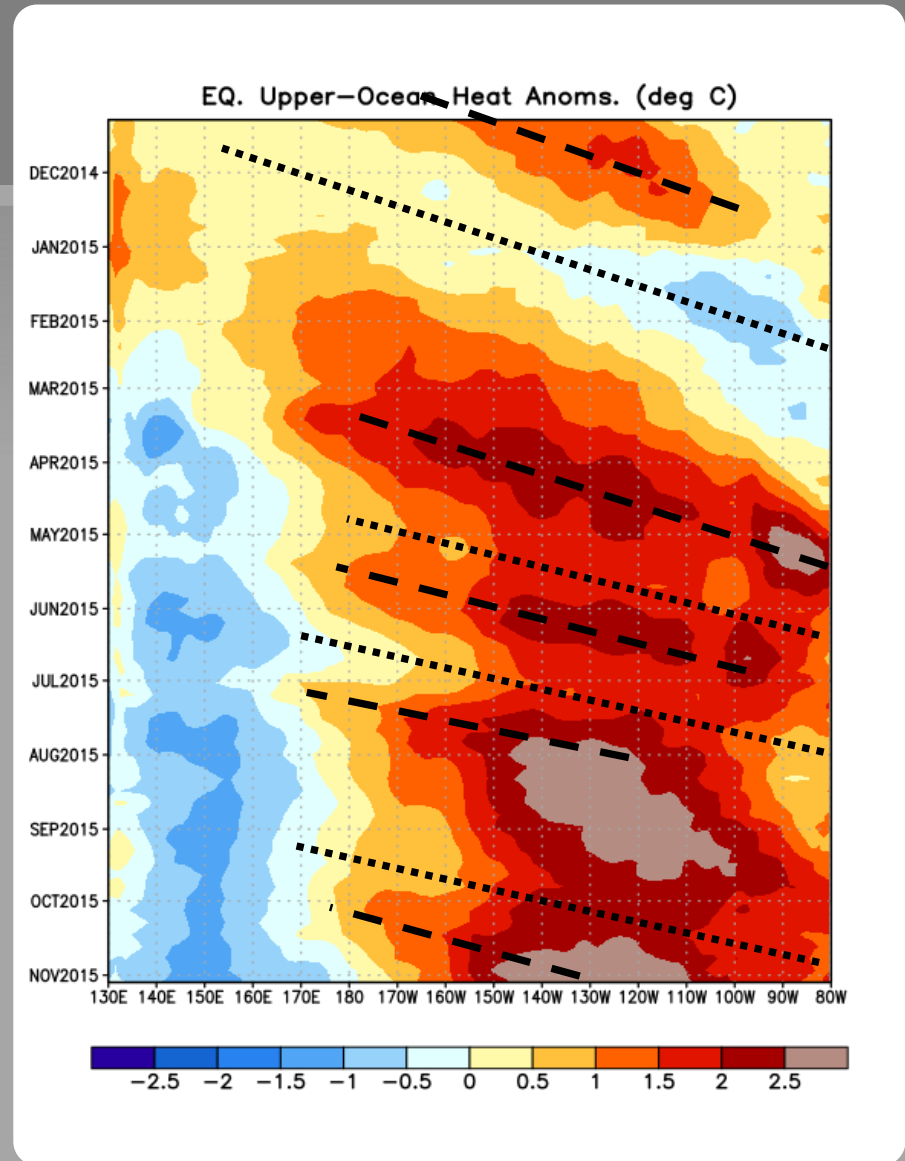 EQ. Upper-Ocean Heat Anoms. (deg C)
DEC2014
JAN2015
FEB2015
MAR2015
APR2015
MAY2015
JUN2015
JUL2015
AUG2015
SEP2015
OCT2015
NOV2015
130E 140E 150E 160E 170E 180 170W 160W 150W 140W 130W 120W 110W 100W 90W 80W
-2.5 -2 -1.5 -1 -0.5 0 0.5 1 1.5 2 2.5